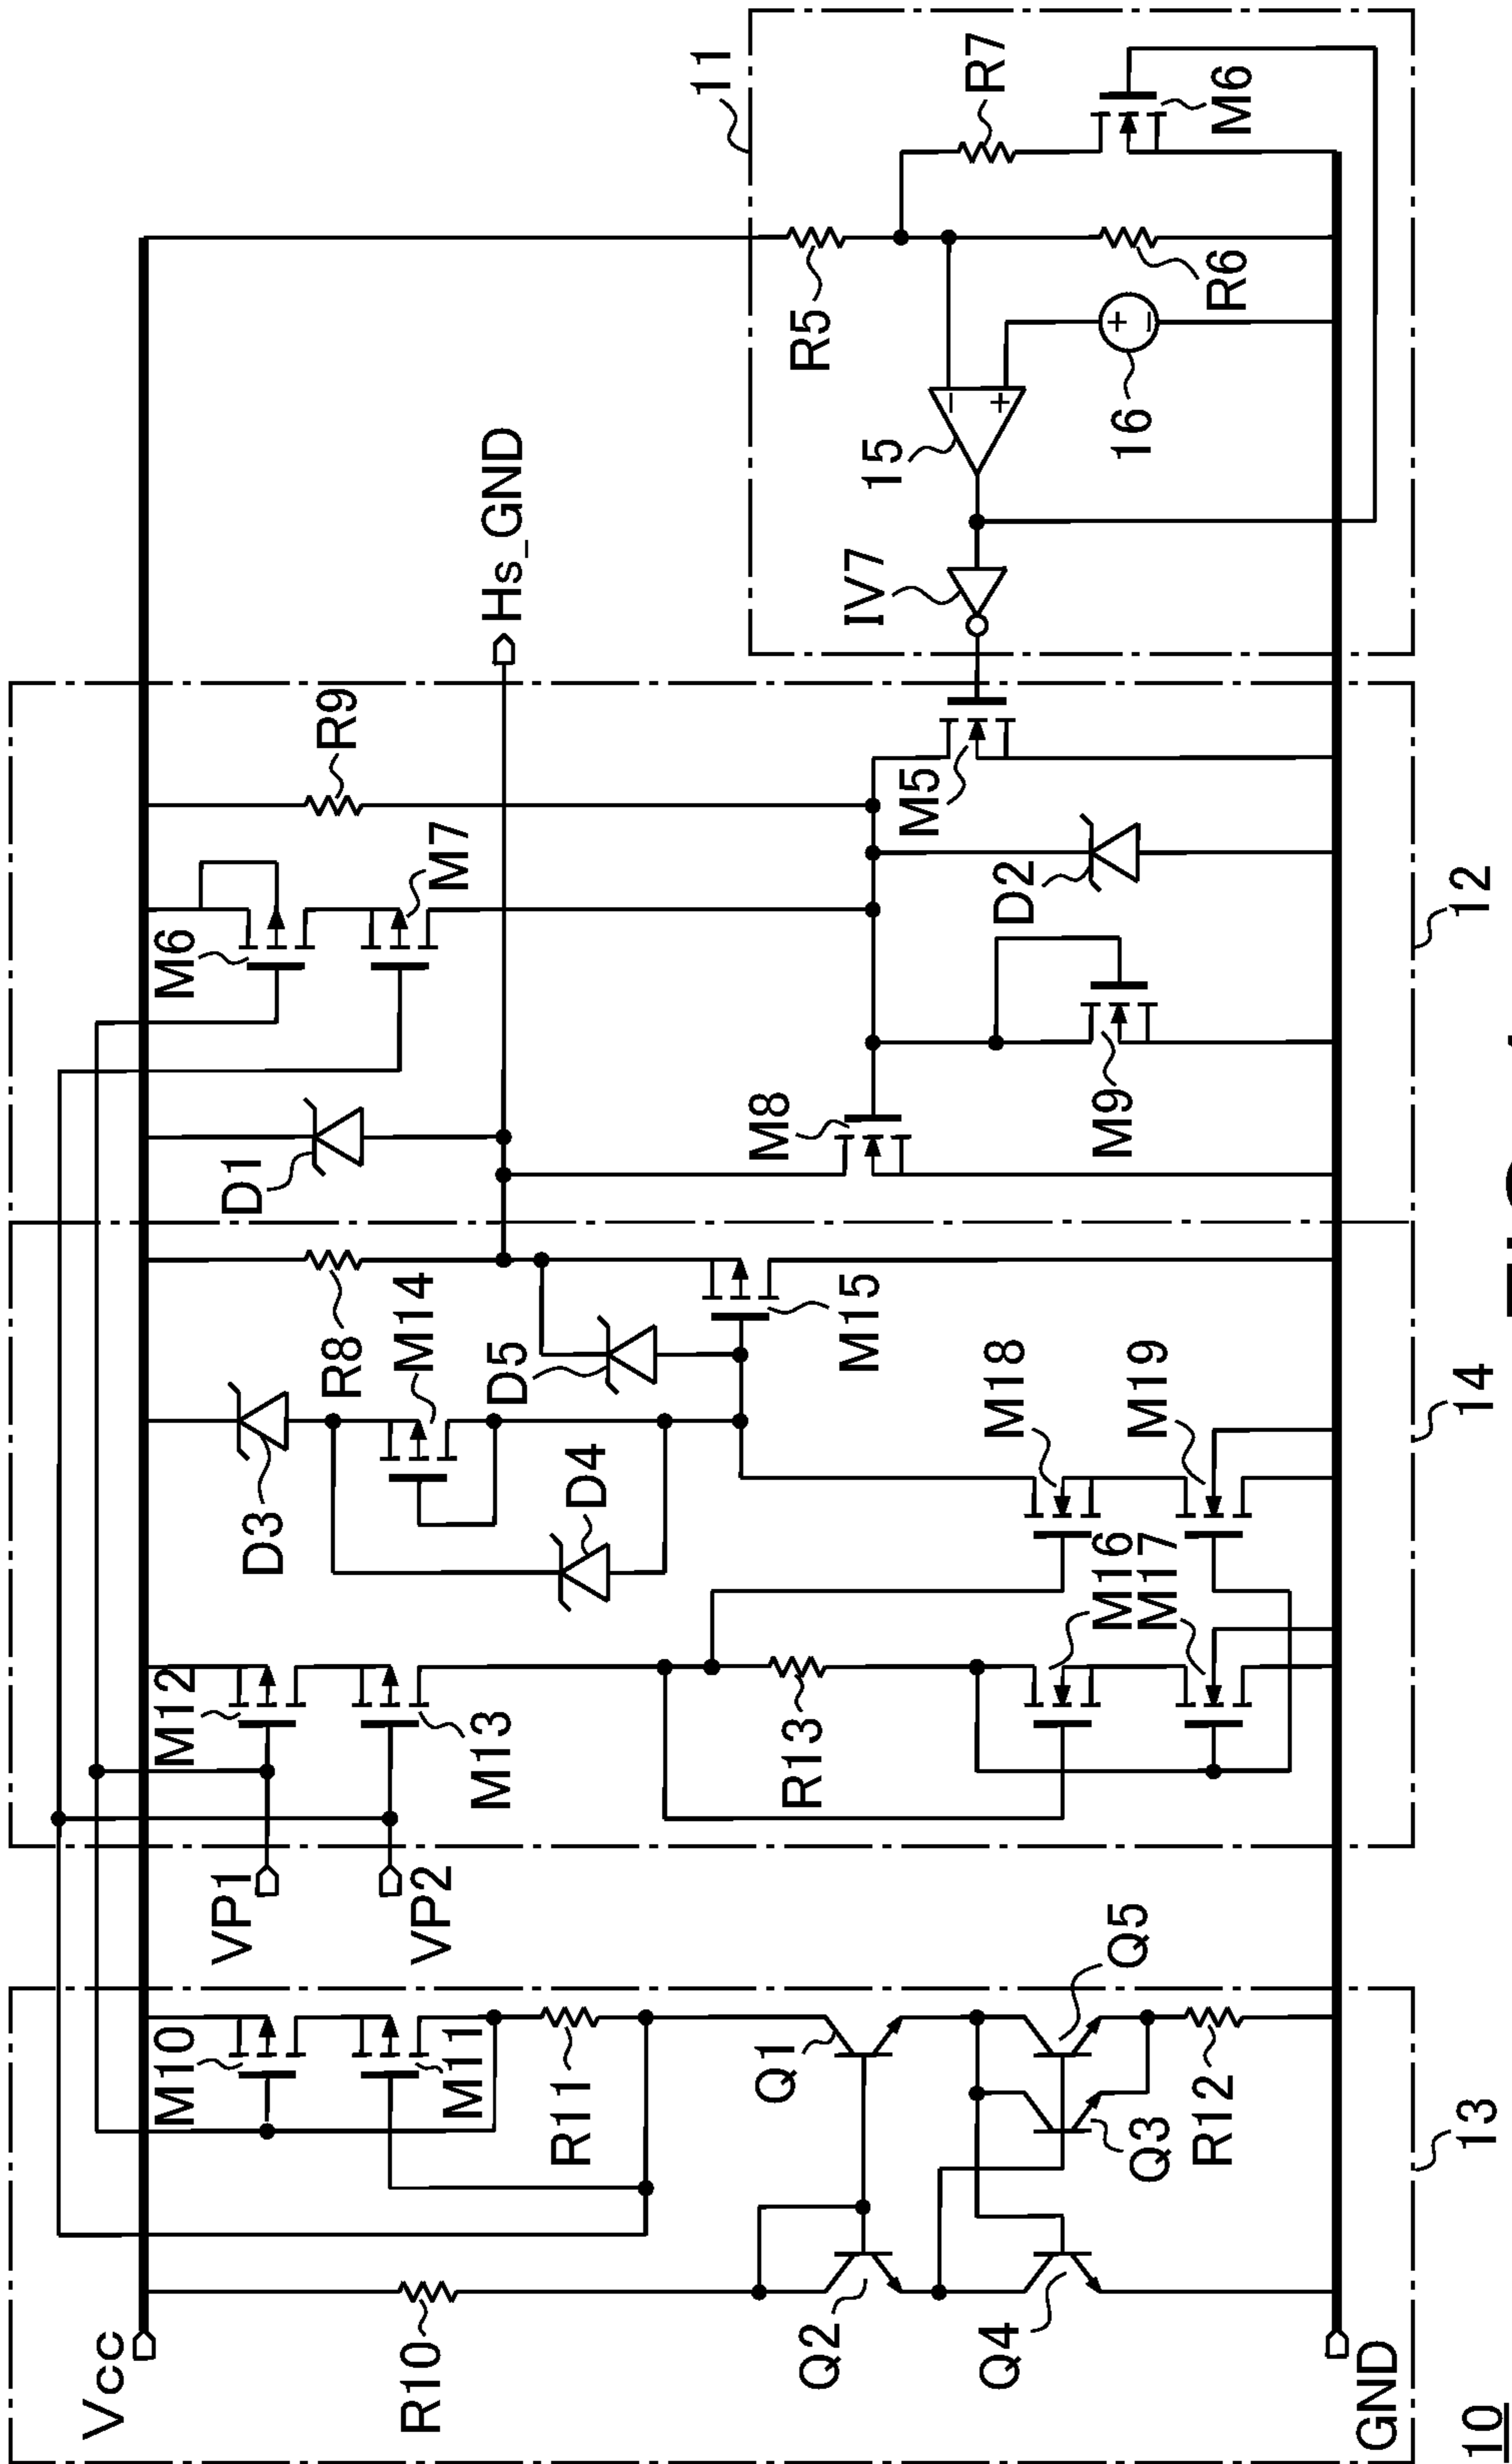 11
R7
M6
R5
R6
15
16
IV7
Hs_GND
R9
M7
M6
M5
D2
12
D1
M8
M9
R8
M14
D5
M15
M18
M19
D3
D4
M16
M17
14
M12
M13
R13
VP1
VP2
M10
M11
R11
Q1
Q5
Q3
R12
13
Vcc
R10
Q2
Q4
GND
10